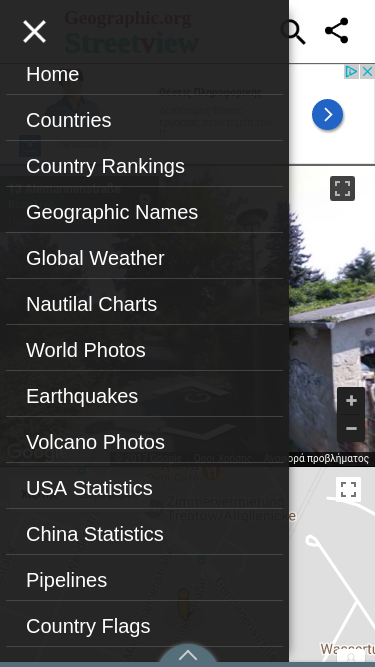 Geographic.org
Streetview
Home
Countries
Country Rankings
Geographic Names
Global Weather
Nautilal Charts
World Photos
Earthquakes
Volcano Photos
USA Statistics
China Statistics
Pipelines
Country Flags
ορά προβλήματος
Zimmervermietung